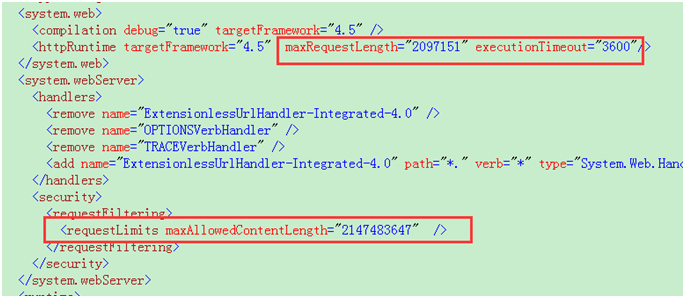 <system.web>
<compilation debug="true" targetFramework="4.5" />
<httpRuntime targetFramework="4.5" maxRequestLength="2097151" executionTimeout="3600"/>
</system.web>
<system.webServer>
<handlers>
<remove name="ExtensionlessUrlHandler-Integrated-4.0" />
<remove name="OPTIONSVerbHandler" />
<remove name="TRACEVerbHandler" />
<add name="ExtensionlessUrlHandler-Integrated-4.0" path="*." verb="*" type="System.Web.Hand
</handlers>
<security>
<requestFiltering>
<requestLimits maxAllowedContentLength="2147483647" />
</requestFiltering>
</security>
</system.webServer>